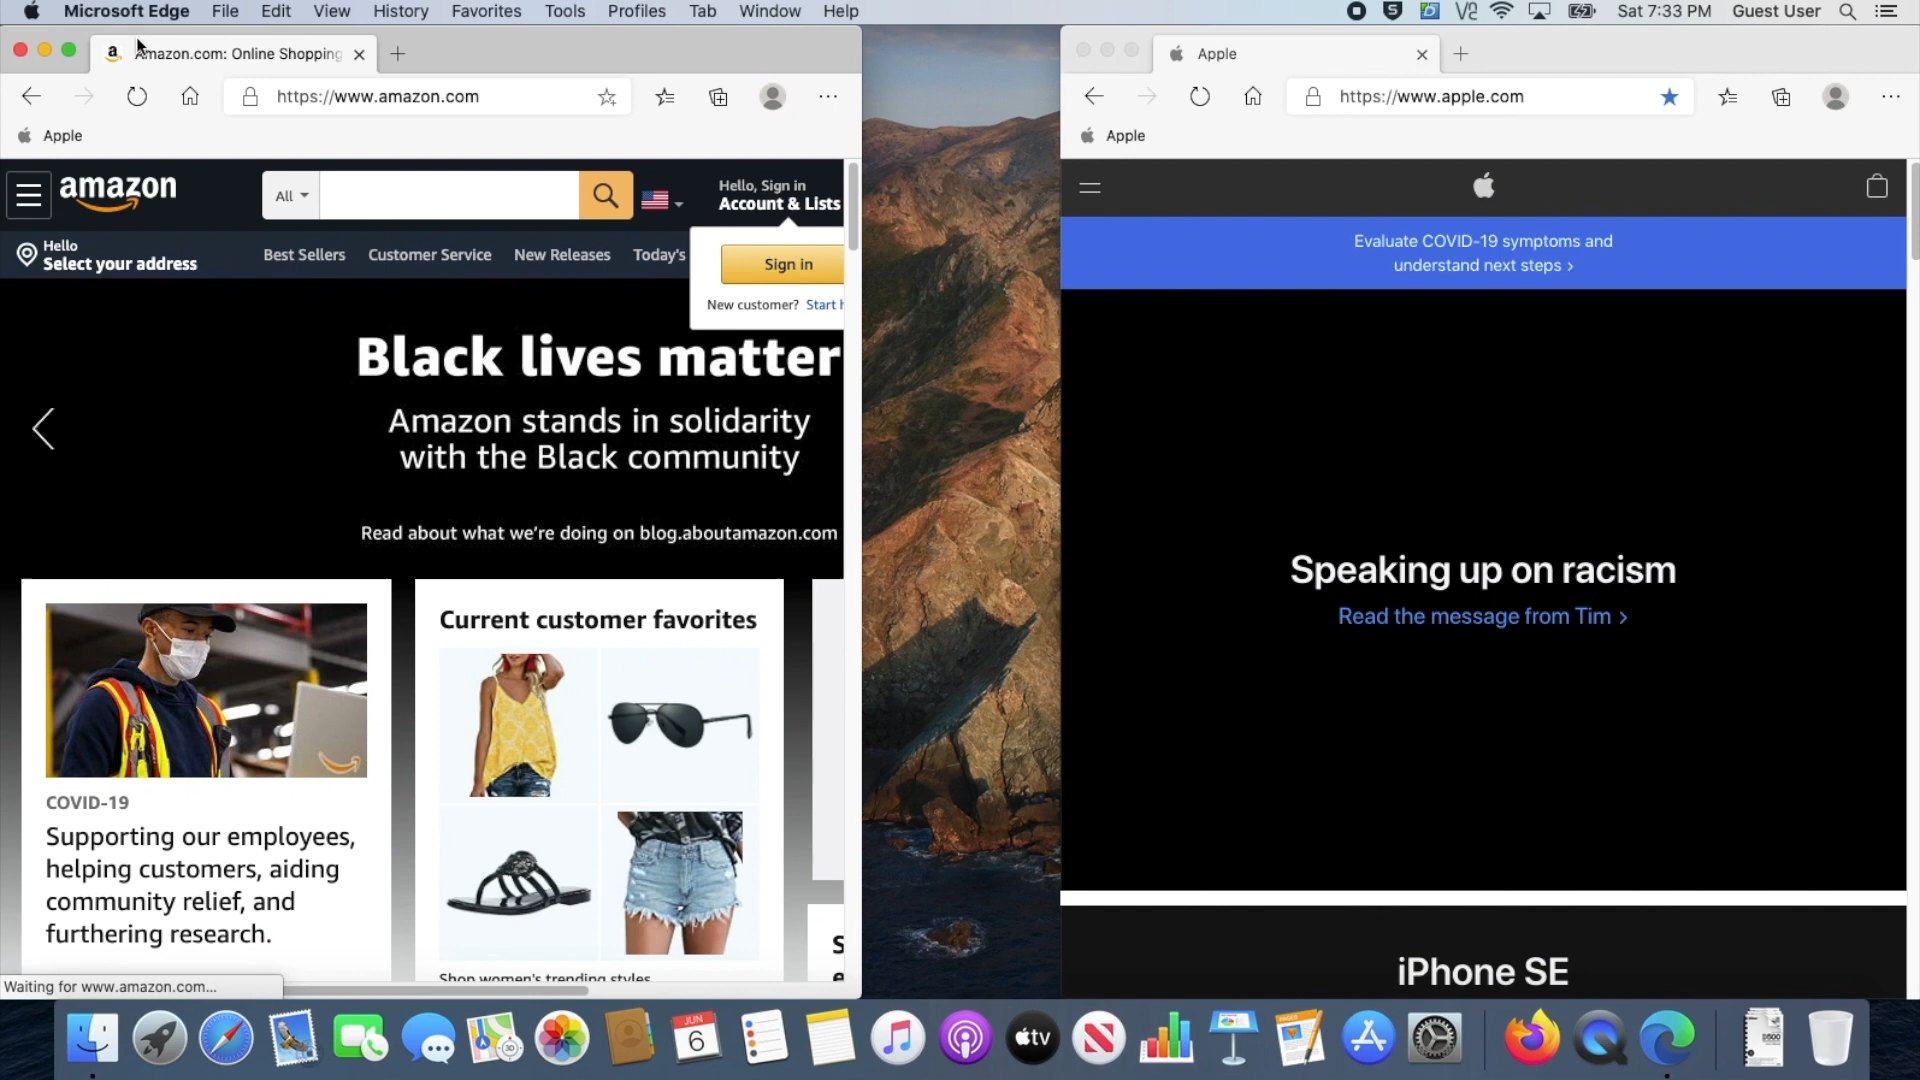 Microsoft Edge File Edit View History Favorites Tools Profiles Tab Window Help
Sat 7:33 PM Guest User
Amazon.com: Online Shopping
https://www.amazon.com
Apple
amazon
All
Hello, Sign in
Account & Lists
Hello
Select your address
Best Sellers Customer Service New Releases Today's
Sign in
New customer? Start
Black lives matter
Amazon stands in solidarity
with the Black community
Read about what we're doing on blog.aboutamazon.com
COVID-19
Supporting our employees,
helping customers, aiding
community relief, and
furthering research.
Current customer favorites
Shop women's trending styles
Waiting for www.amazon.com...
Apple
https://www.apple.com
Apple
Evaluate COVID-19 symptoms and
understand next steps ›
Speaking up on racism
Read the message from Tim ›
iPhone SE
JUN
6
tv
PAGES